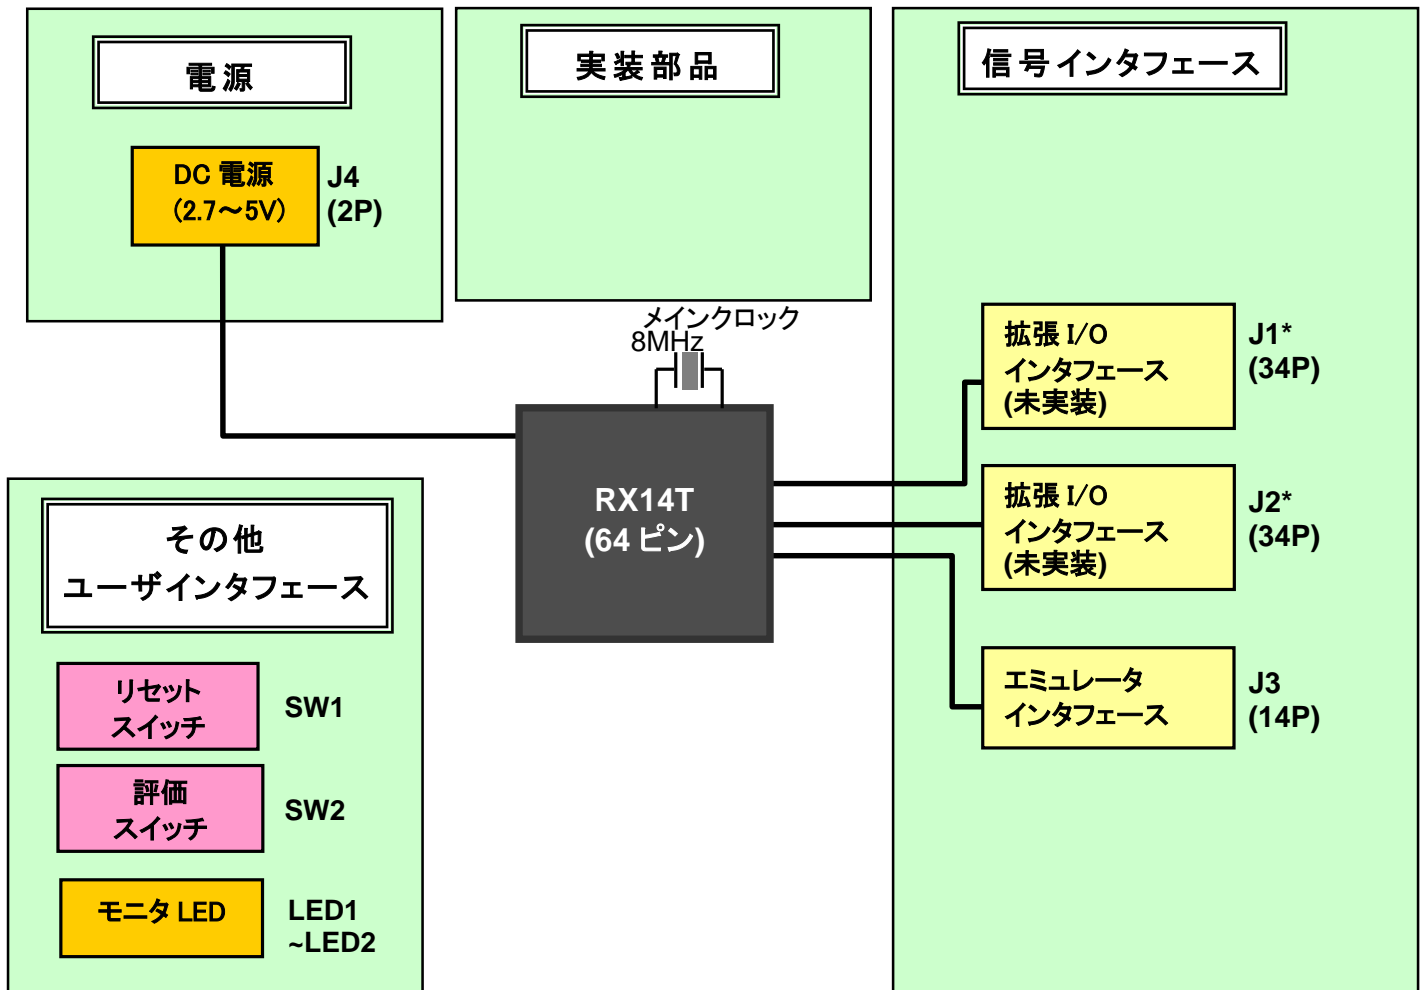 電源
DC 電源
(2.7～5V)
J4
(2P)
実装部品
信号インタフェース
メインクロック
8MHz
RX14T
(64 ピン)
拡張 I/O
インタフェース
(未実装)
J1*
(34P)
拡張 I/O
インタフェース
(未実装)
J2*
(34P)
エミュレータ
インタフェース
J3
(14P)
その他
ユーザインタフェース
リセット
スイッチ
SW1
評価
スイッチ
SW2
モニタ LED
LED1
~LED2